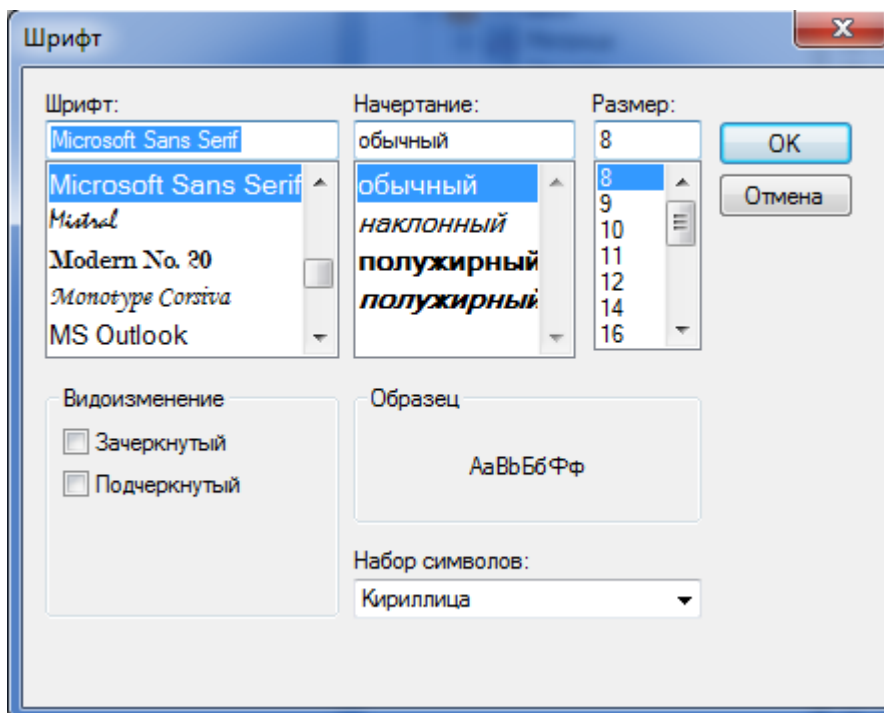 Шрифт
Шрифт:
Начертание:
Размер:
Microsoft Sans Serif
обычный
8
OK
Microsoft Sans Serif
Mistral
Modern No. 20
Monotype Corsiva
MS Outlook
обычный
наклонный
полужирный
полужирный
8
9
10
11
12
14
16
Отмена
Видоизменение
Зачеркнутый
Подчеркнутый
Образец
АаBbБбФф
Набор символов:
Кириллица